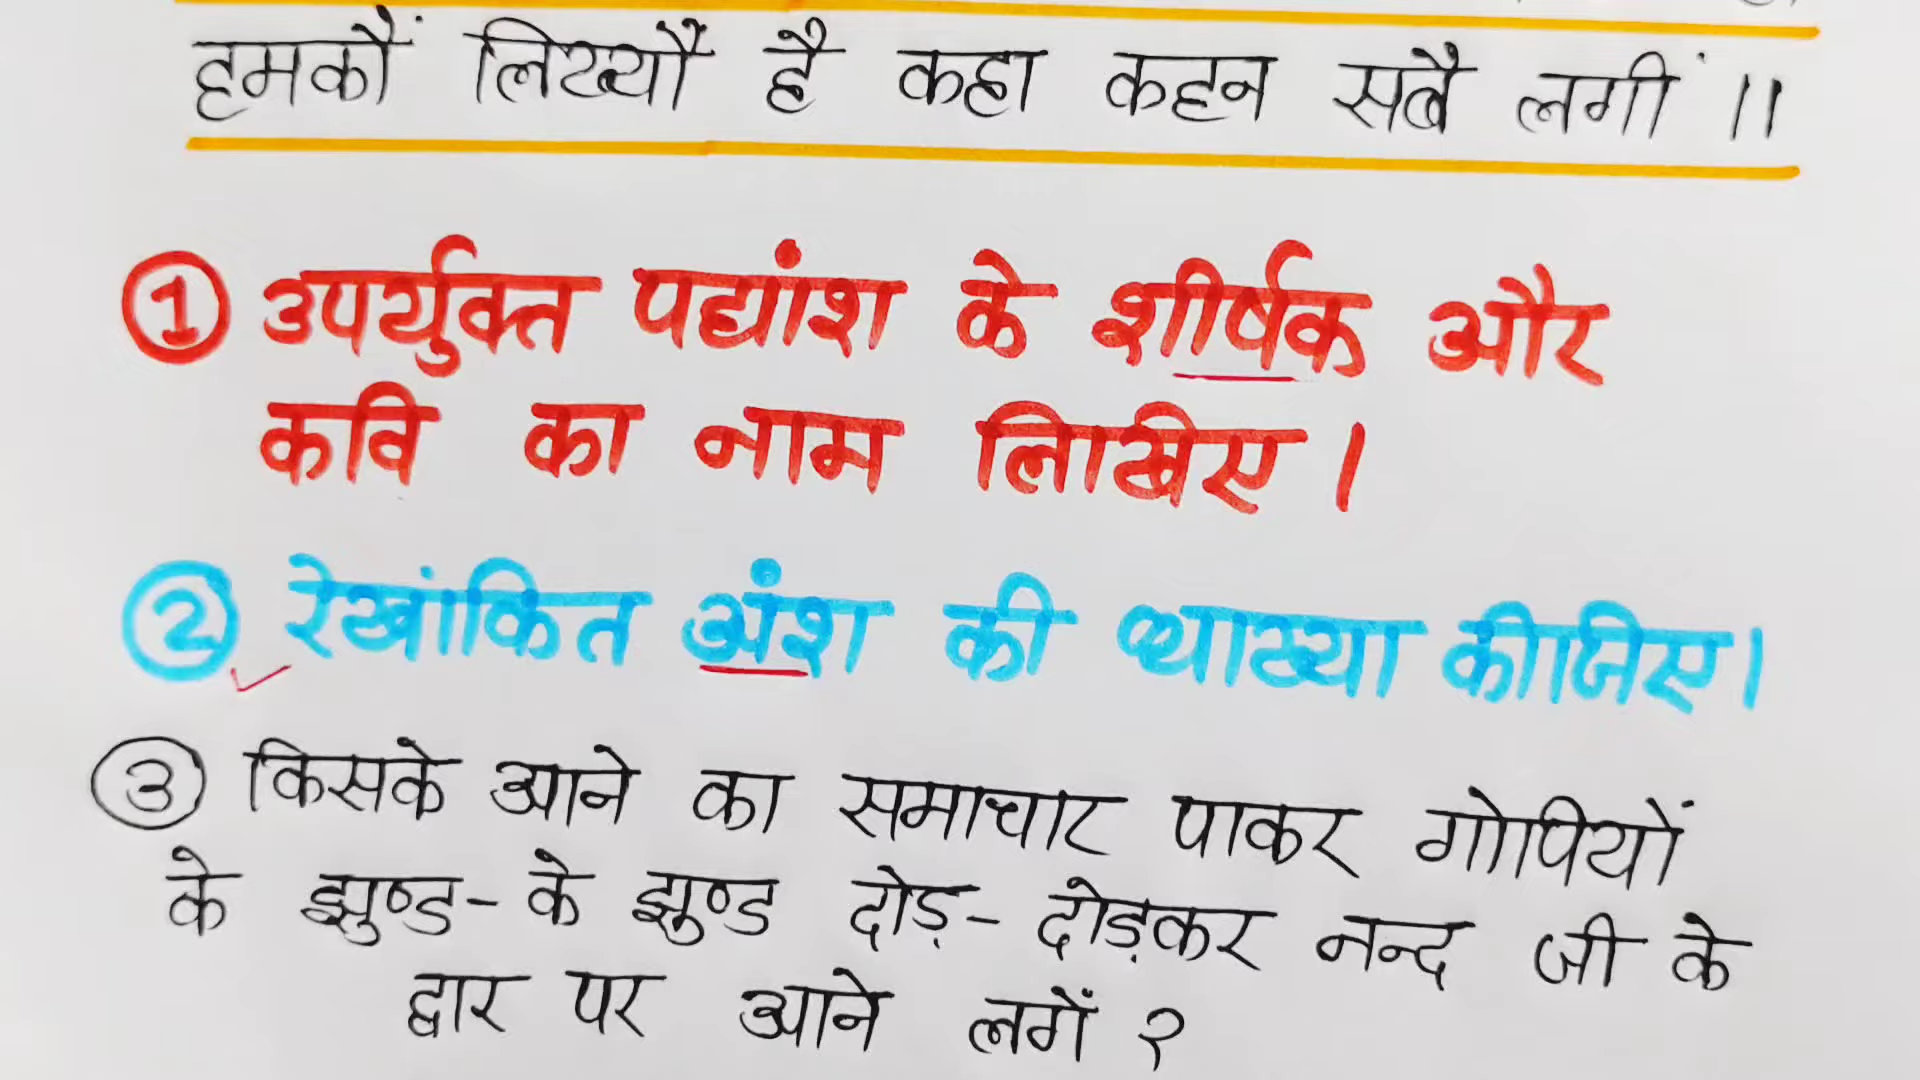 हमकौं लिख्यौ है कहा कहन सबै लगीं ।।
① उपर्युक्त पद्यांश के शीर्षक और
कवि का नाम लिखिए ।
② रेखांकित अंश की व्याख्या कीजिए ।
③ किसके आने का समाचार पाकर गोपियों
के झुण्ड - के झुण्ड दोड़ - दोड़कर नन्द जी के
द्वार पर आने लगें ?